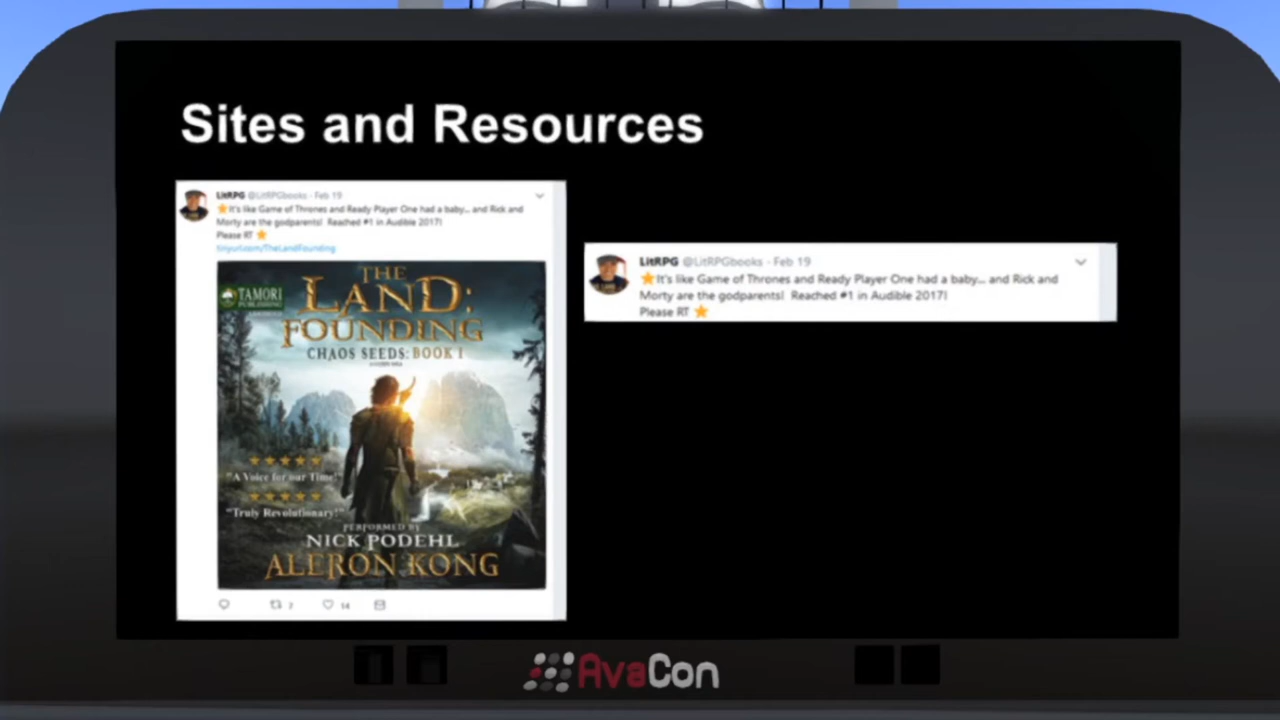 Sites and Resources
LitRPG @LitRPGbooks · Feb 19
It's like Game of Thrones and Ready Player One had a baby... and Rick and
Morty are the godparents! Reached #1 in Audible 2017!
Please RT
tinyurl.com/TheLandFounding
TAMORI
PUBLISHING
THE
LAND:
FOUNDING
CHAOS SEEDS: BOOK 1
"A Voice for our Time!"
"Truly Revolutionary!"
PERFORMED BY
NICK PODEHL
ALERON KONG
7 14
LitRPG @LitRPGbooks · Feb 19
It's like Game of Thrones and Ready Player One had a baby... and Rick and
Morty are the godparents! Reached #1 in Audible 2017!
Please RT
AvaCon